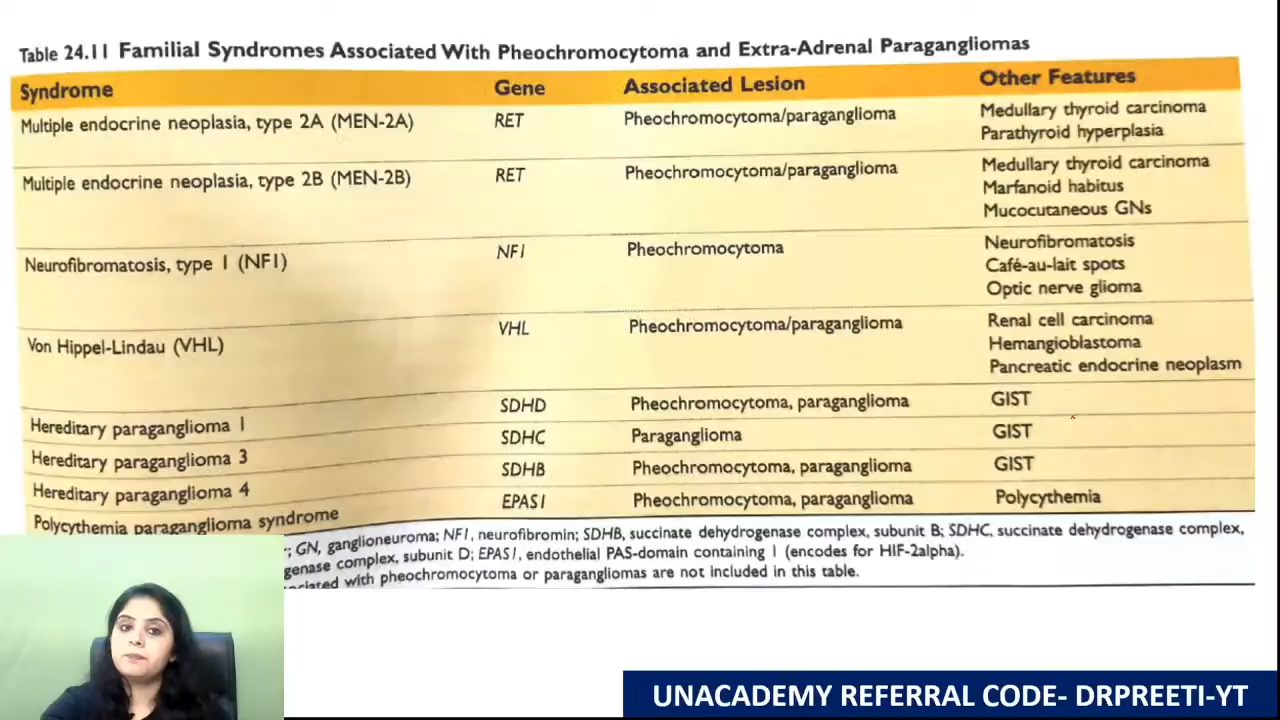 Table 24.11 Familial Syndromes Associated With Pheochromocytoma and Extra-Adrenal Paragangliomas
Syndrome Gene Associated Lesion Other Features
Multiple endocrine neoplasia, type 2A (MEN-2A) RET Pheochromocytoma/paraganglioma Medullary thyroid carcinoma
Parathyroid hyperplasia
Multiple endocrine neoplasia, type 2B (MEN-2B) RET Pheochromocytoma/paraganglioma Medullary thyroid carcinoma
Marfanoid habitus
Mucocutaneous GNs
Neurofibromatosis, type 1 (NF1) NF1 Pheochromocytoma Neurofibromatosis
Café-au-lait spots
Optic nerve glioma
Von Hippel-Lindau (VHL) VHL Pheochromocytoma/paraganglioma Renal cell carcinoma
Hemangioblastoma
Pancreatic endocrine neoplasm
Hereditary paraganglioma 1 SDHD Pheochromocytoma, paraganglioma GIST
Hereditary paraganglioma 3 SDHC Paraganglioma GIST
Hereditary paraganglioma 4 SDHB Pheochromocytoma, paraganglioma GIST
Polycythemia paraganglioma syndrome EPAS1 Pheochromocytoma, paraganglioma Polycythemia
; GN, ganglioneuroma; NF1, neurofibromin; SDHB, succinate dehydrogenase complex, subunit B; SDHC, succinate dehydrogenase complex,
complex, subunit D; EPAS1, endothelial PAS-domain containing 1 (encodes for HIF-2alpha).
with pheochromocytoma or paragangliomas are not included in this table.
UNACADEMY REFERRAL CODE- DRPREETI-YT